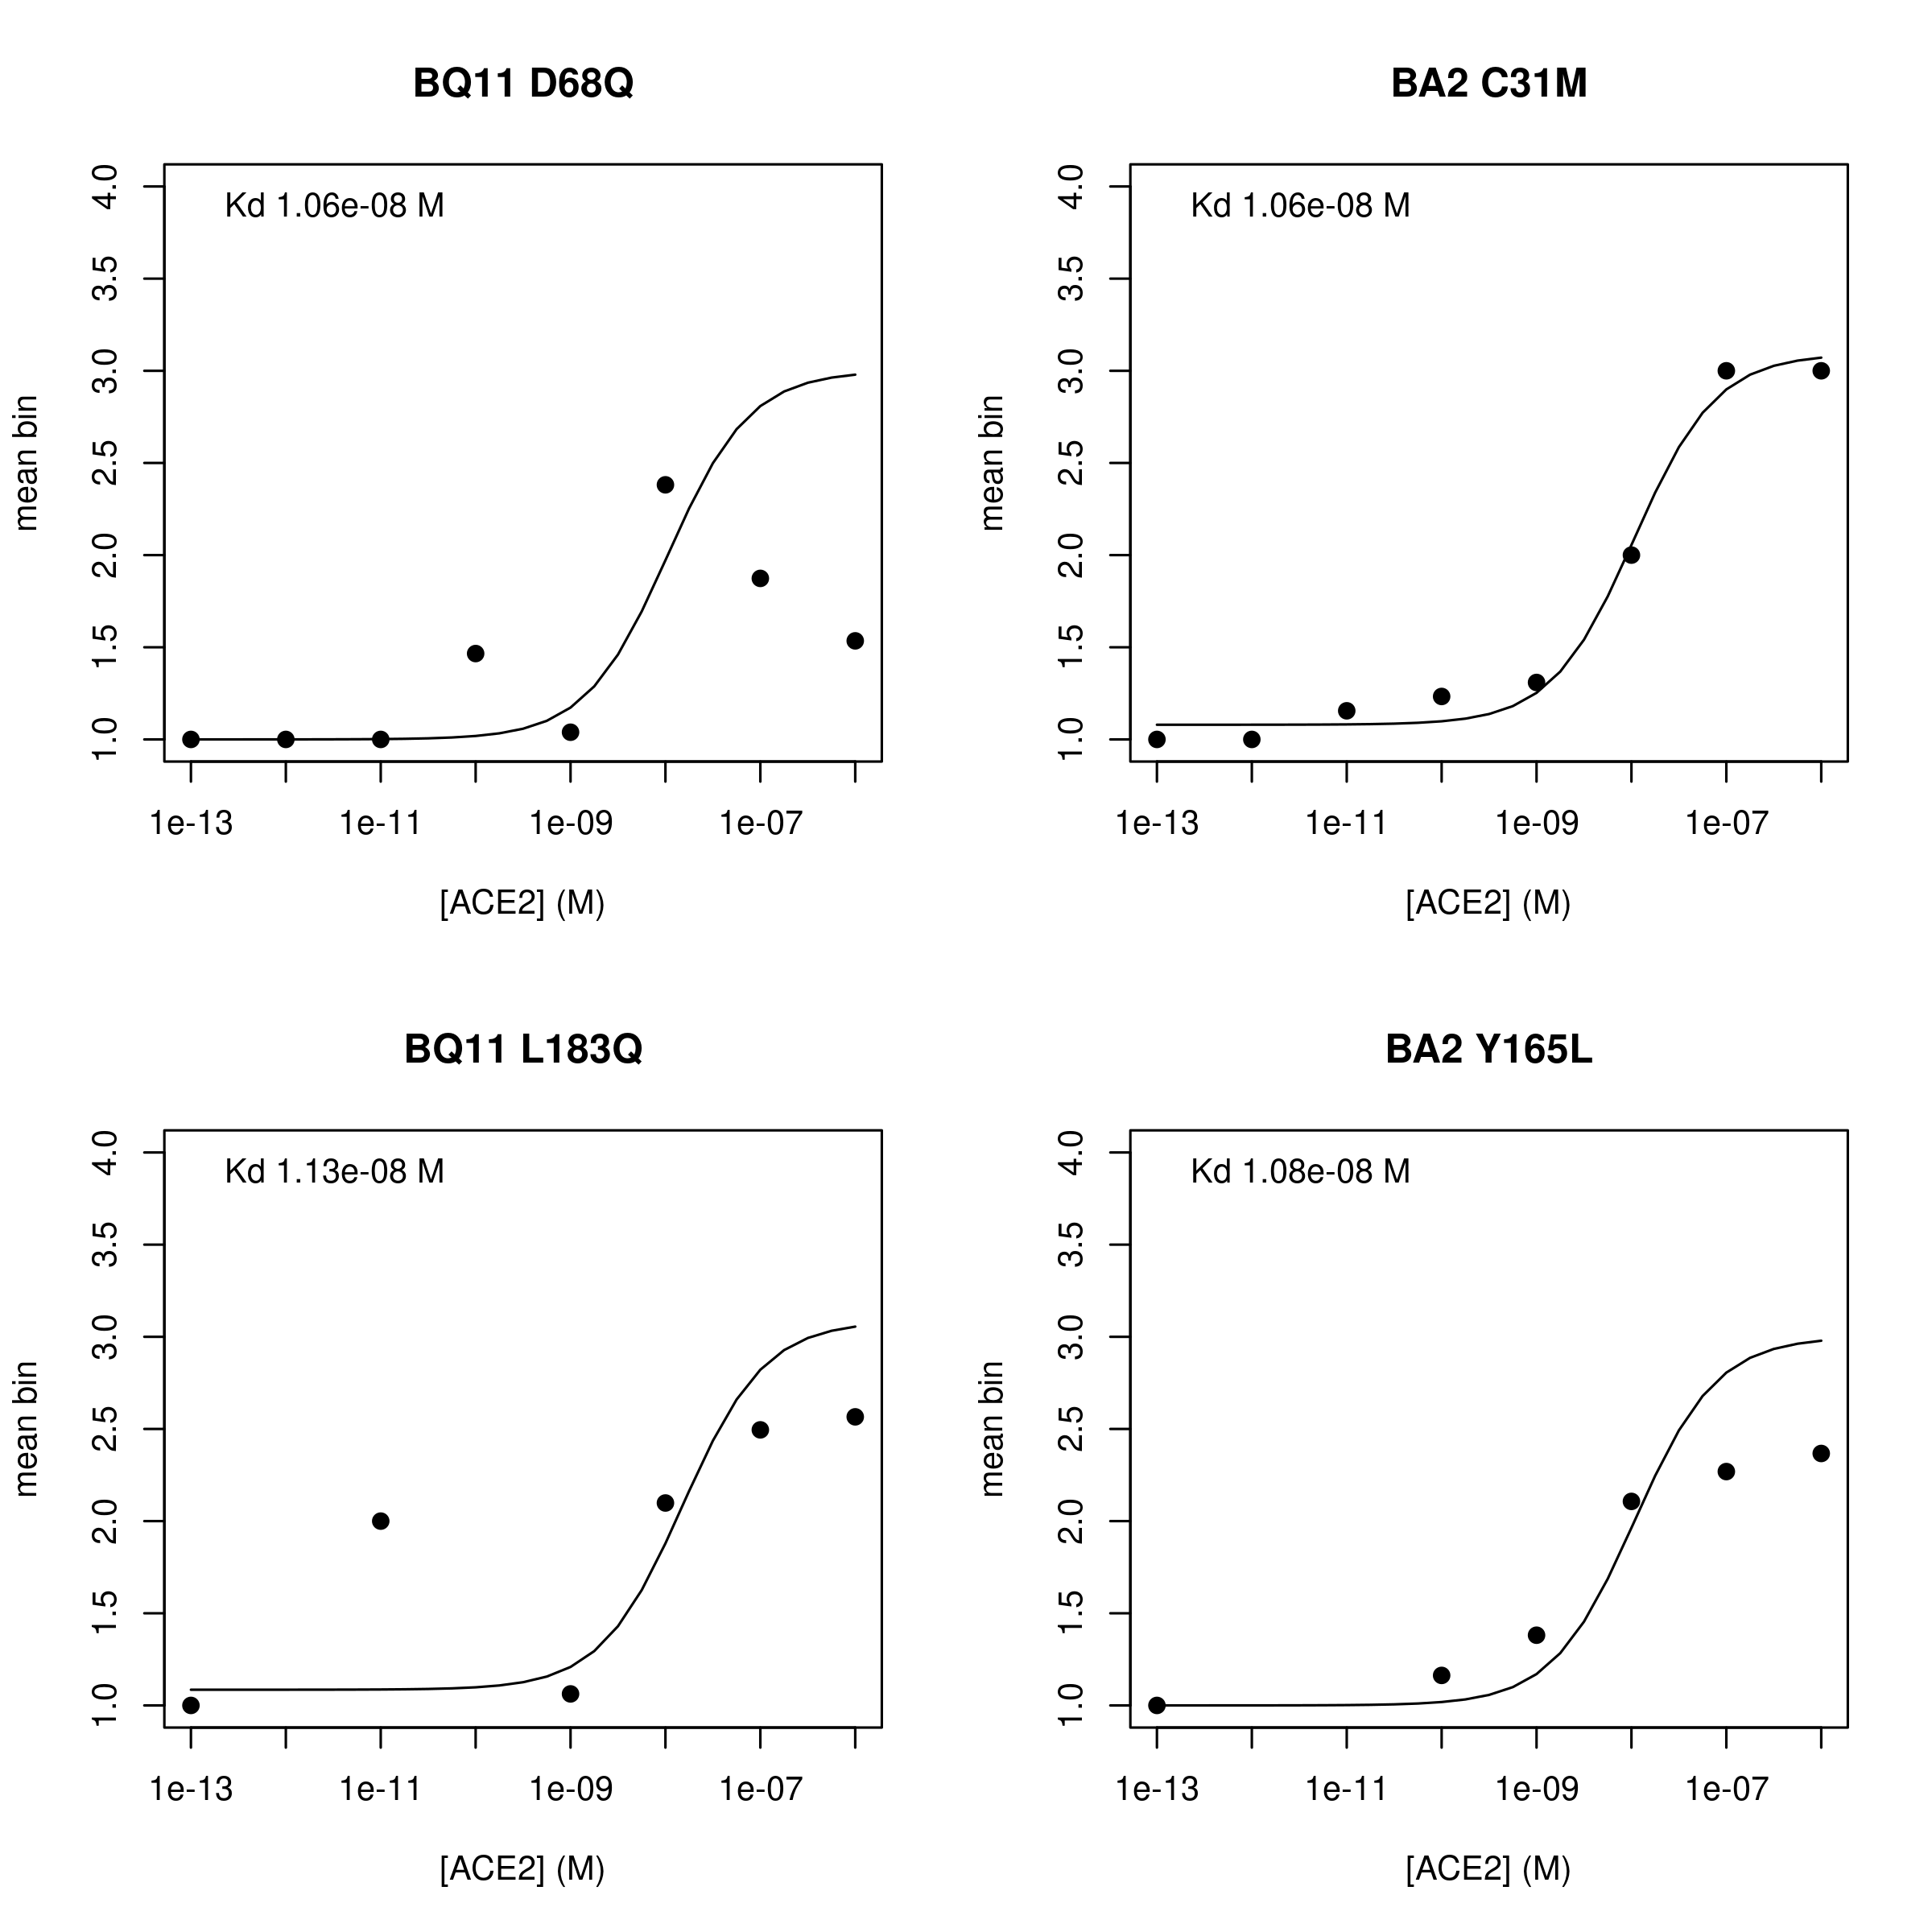 BQ11 D68Q
Kd 1.06e-08 M
mean bin
4.0
3.5
3.0
2.5
2.0
1.5
1.0
1e-13 1e-11 1e-09 1e-07
[ACE2] (M)
BA2 C31M
Kd 1.06e-08 M
mean bin
4.0
3.5
3.0
2.5
2.0
1.5
1.0
1e-13 1e-11 1e-09 1e-07
[ACE2] (M)
BQ11 L183Q
Kd 1.13e-08 M
mean bin
4.0
3.5
3.0
2.5
2.0
1.5
1.0
1e-13 1e-11 1e-09 1e-07
[ACE2] (M)
BA2 Y165L
Kd 1.08e-08 M
mean bin
4.0
3.5
3.0
2.5
2.0
1.5
1.0
1e-13 1e-11 1e-09 1e-07
[ACE2] (M)